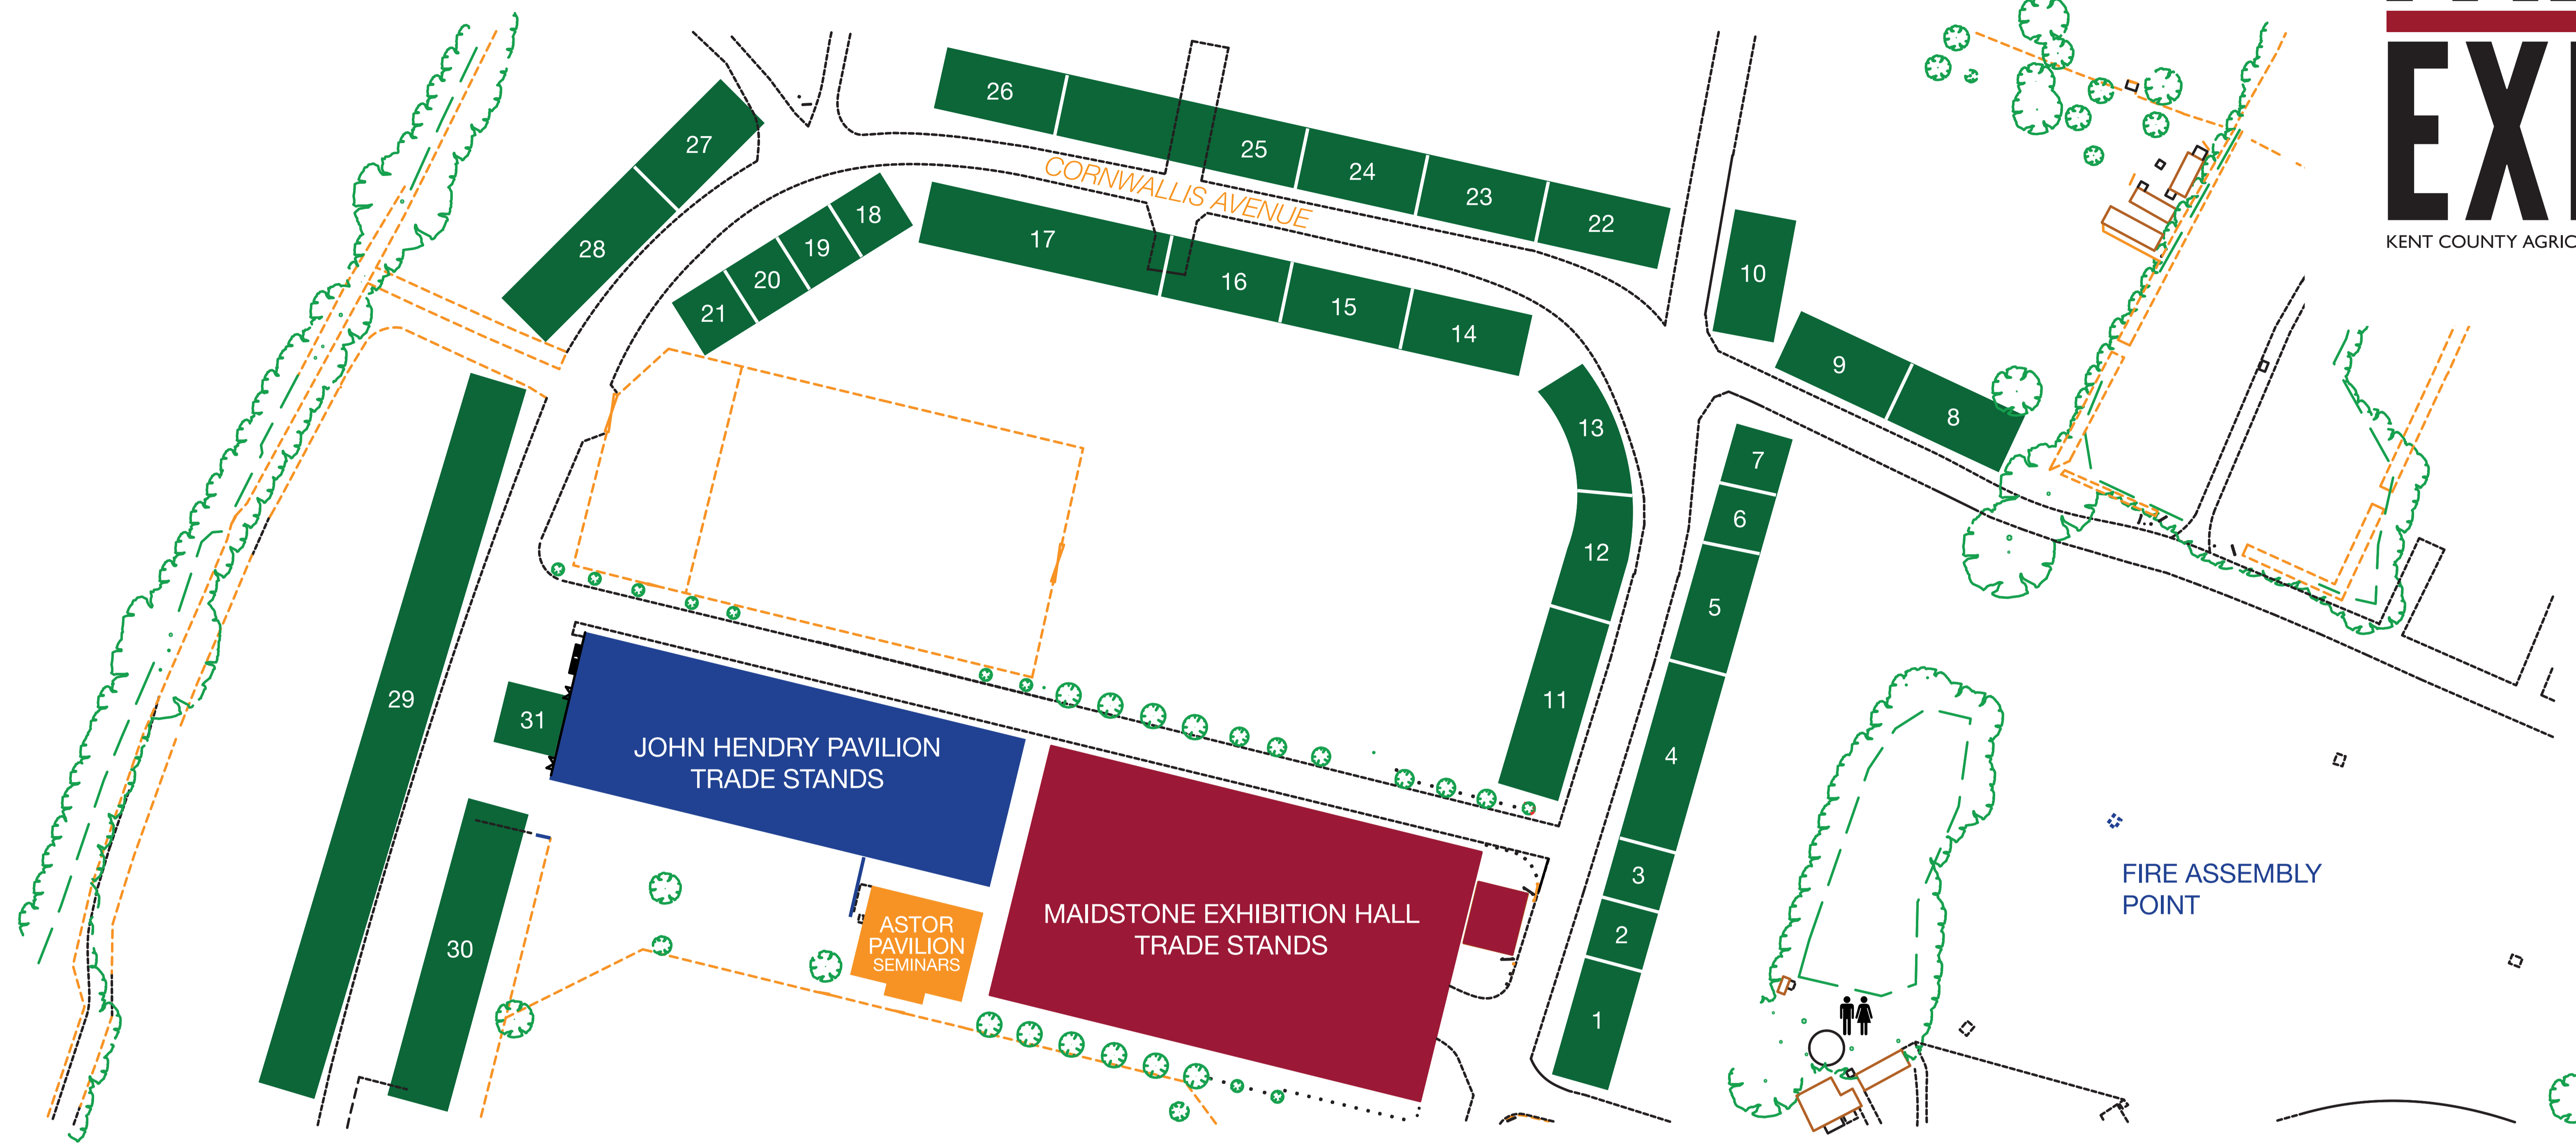 EX
KENT COUNTY AGRIC
26
27
25
24
CORNWALLIS AVENUE
23
18
22
17
28
19
10
20
16
21
15
14
9
8
13
7
6
12
5
29
11
31
JOHN HENDRY PAVILION
TRADE STANDS
4
3
FIRE ASSEMBLY
POINT
MAIDSTONE EXHIBITION HALL
TRADE STANDS
ASTOR
PAVILION
SEMINARS
2
30
1